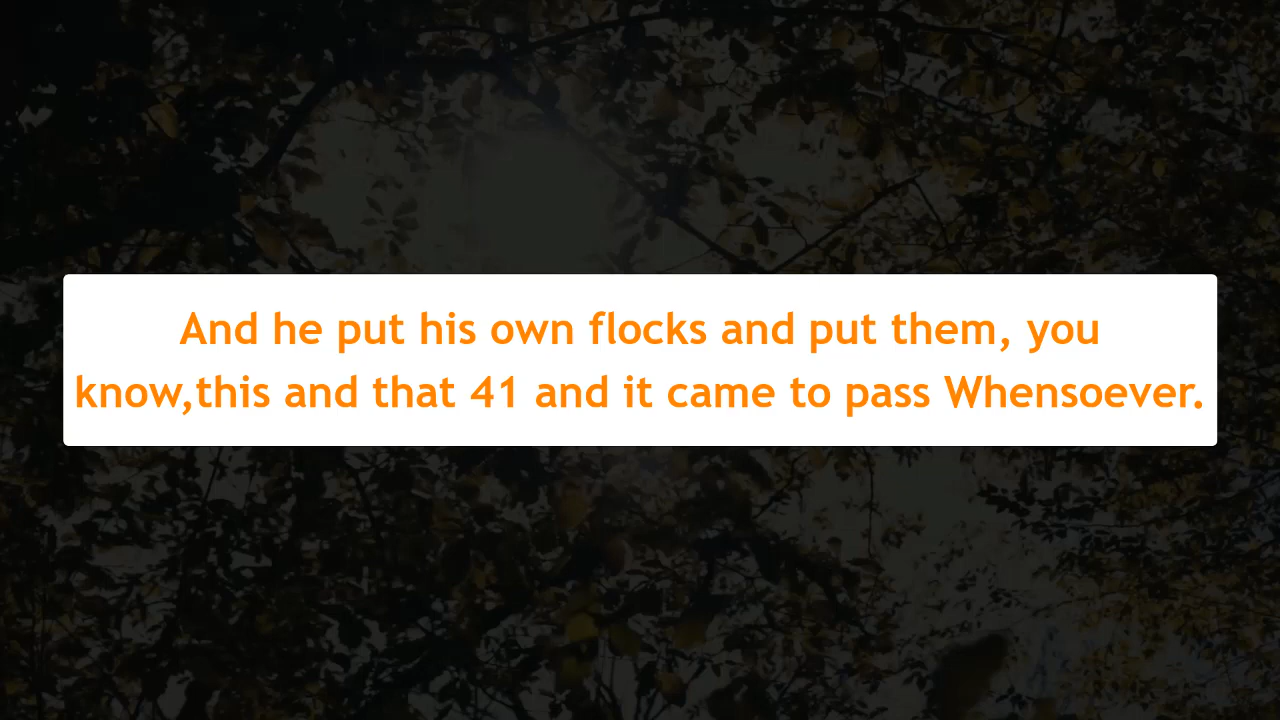 And he put his own flocks and put them, you
know,this and that 41 and it came to pass Whensoever.